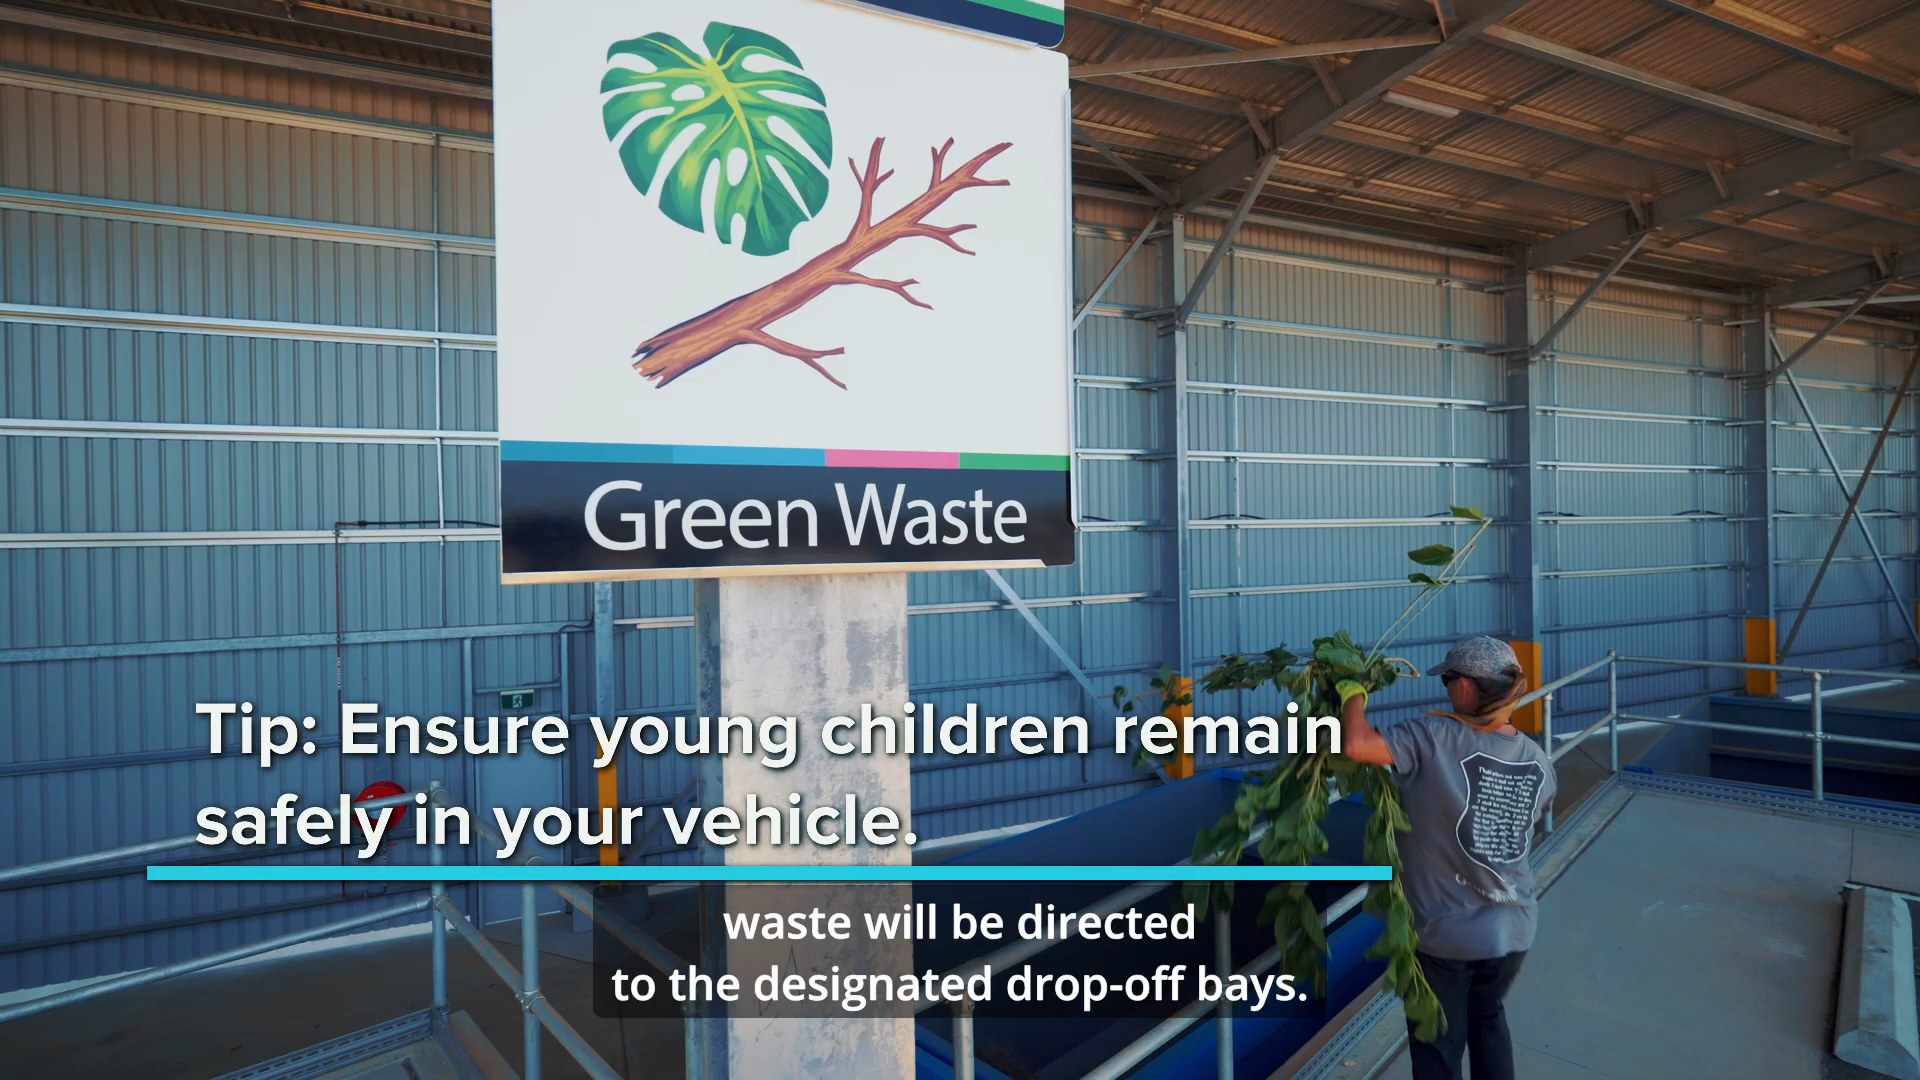 Green Waste
Tip: Ensure young children remain
safely in your vehicle.
waste will be directed
to the designated drop-off bays.